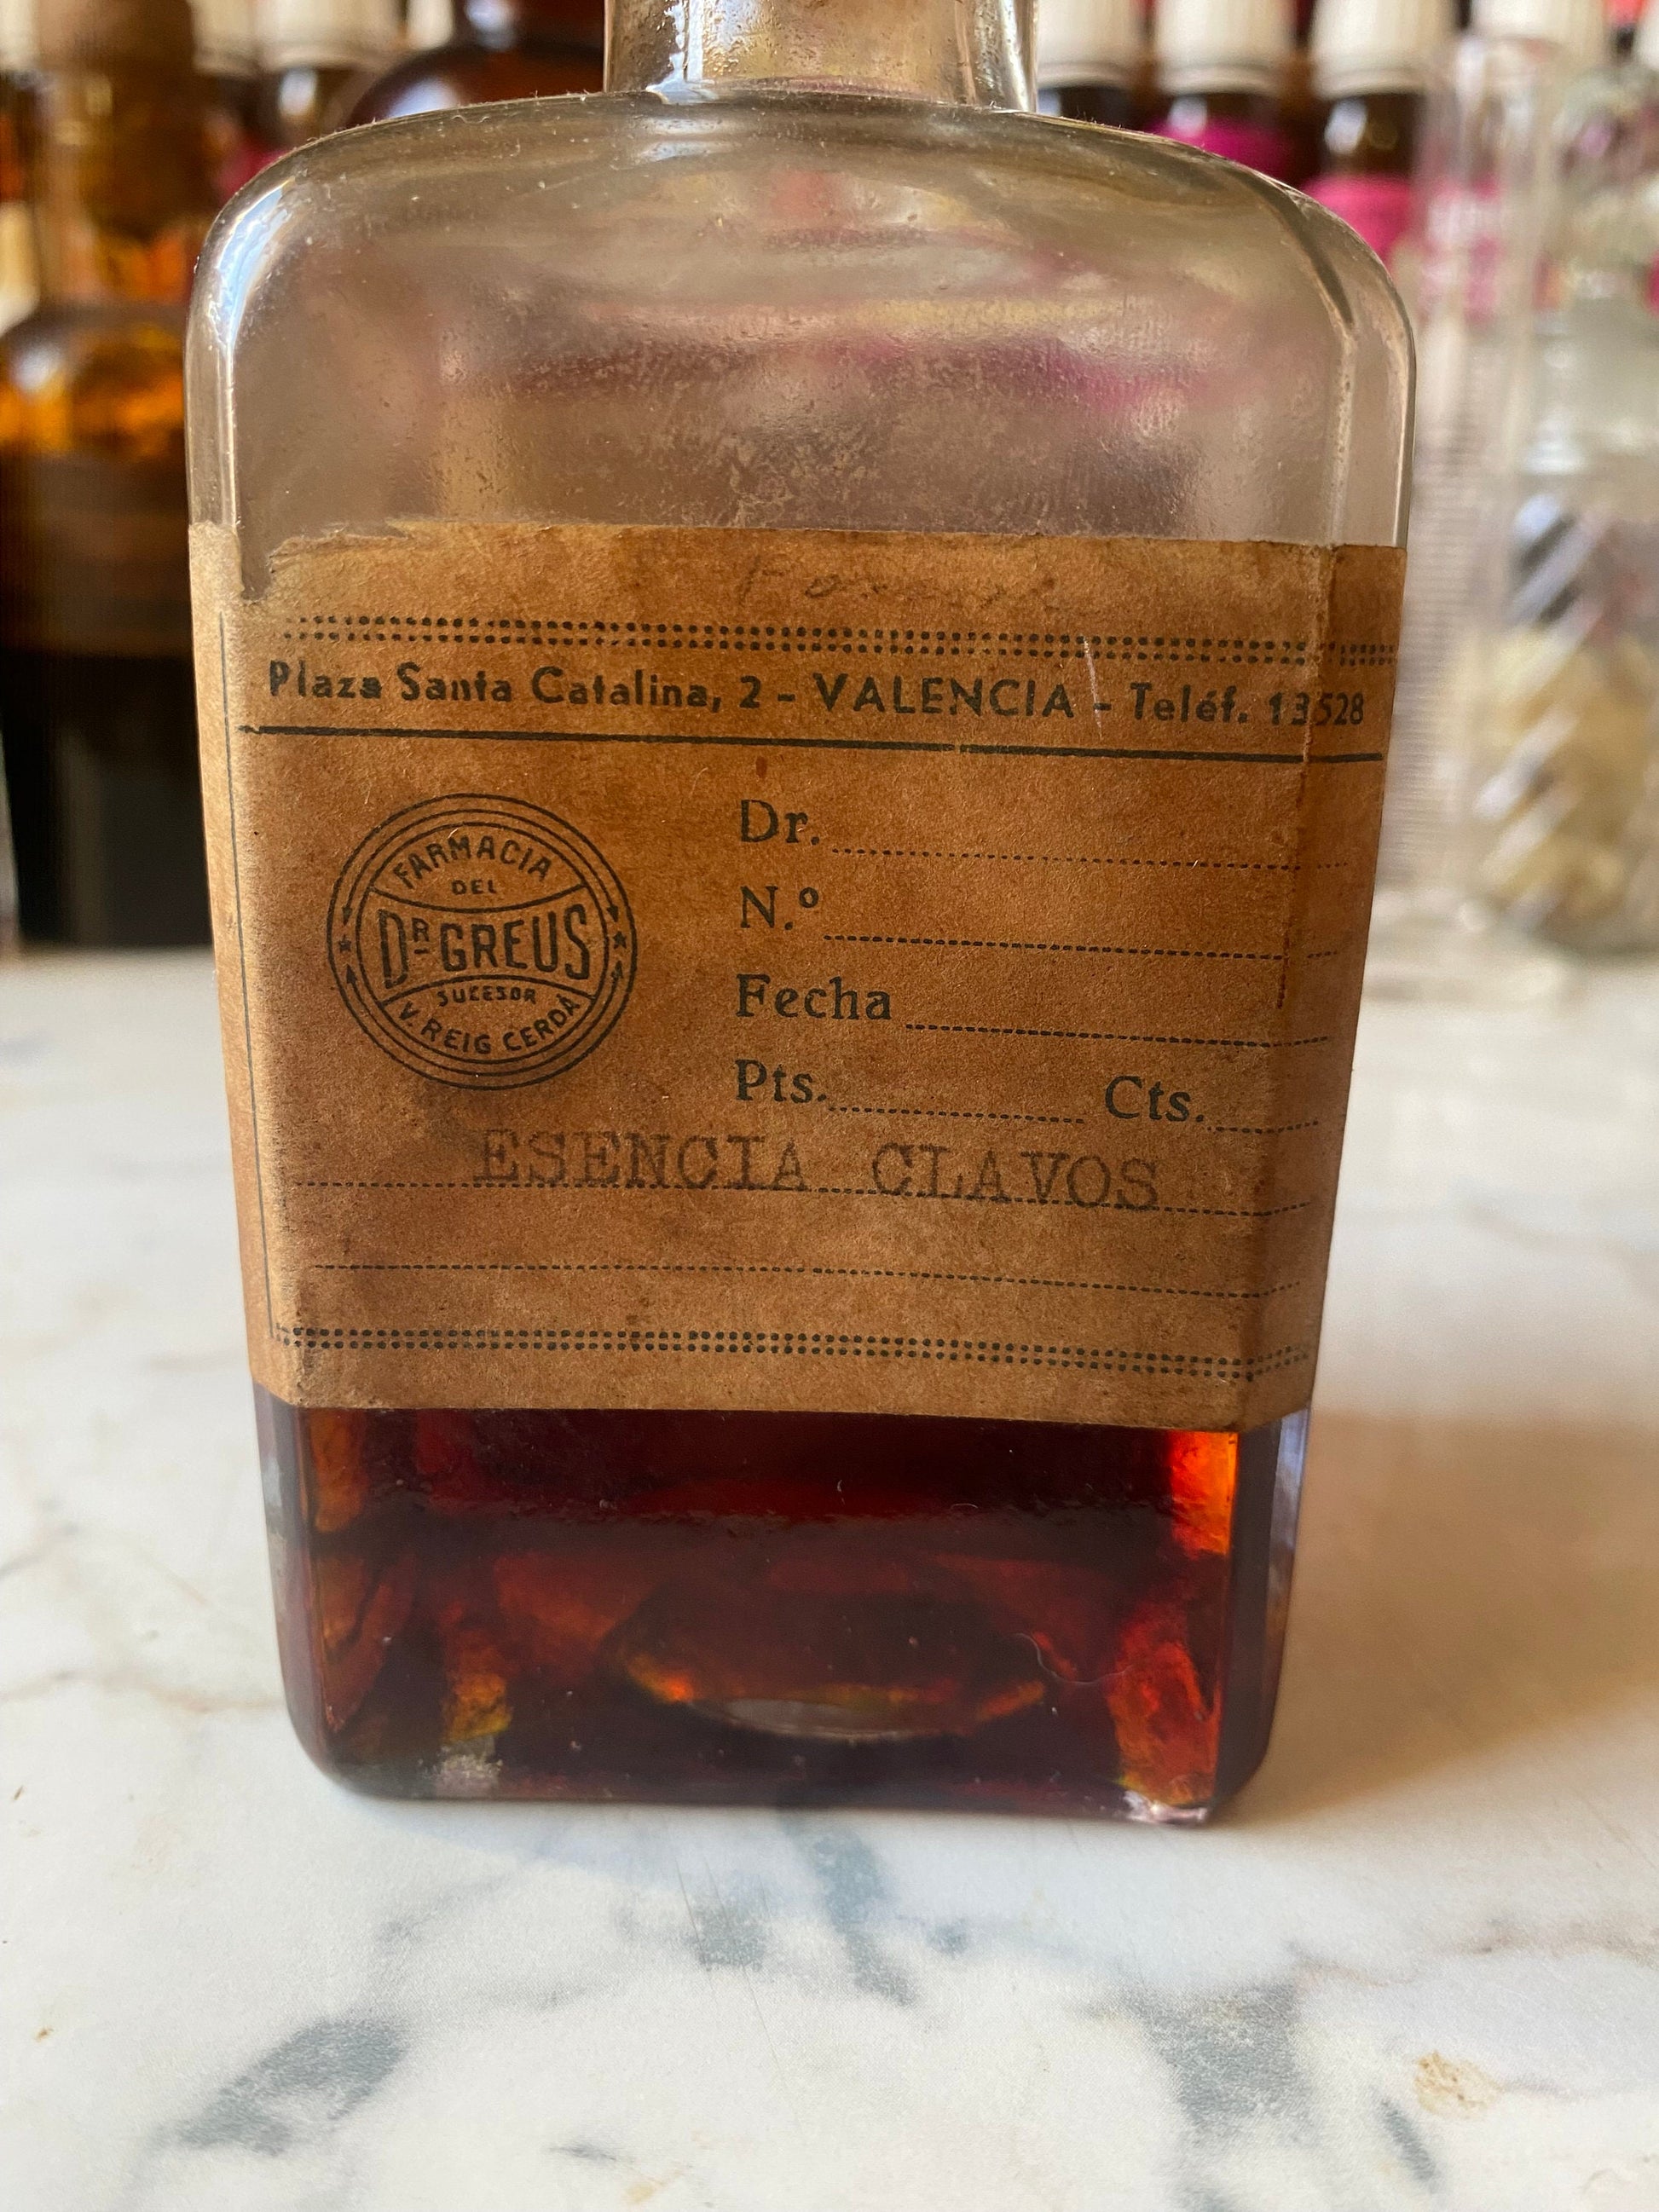 Plaza Santa Catalina, 2 - VALENCIA - Teléf. 13528
FARMACIA
DEL
DR GREUS
SUCESOR
V. REIG CERDÁ
Dr.
N.º
Fecha
Pts. Cts.
ESENCIA CLAVOS